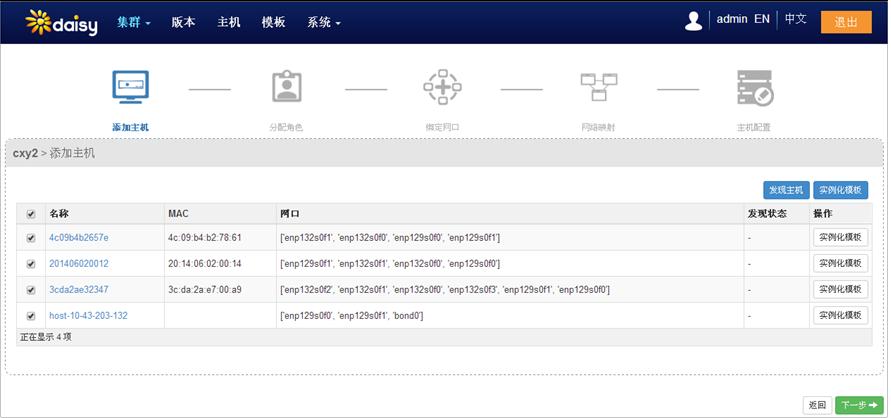 daisy 集群 版本 主机 模板 系统 admin EN 中文 退出
添加主机 分配角色 绑定网口 网络映射 主机配置
cxy2 > 添加主机
发现主机 实例化模板
名称 MAC 网口 发现状态 操作
4c09b4b2657e 4c:09:b4:b2:78:61 ['enp132s0f1', 'enp132s0f0', 'enp129s0f0', 'enp129s0f1'] - 实例化模板
201406020012 20:14:06:02:00:14 ['enp129s0f1', 'enp132s0f1', 'enp132s0f0', 'enp129s0f0'] - 实例化模板
3cda2ae32347 3c:da:2a:e7:00:a9 ['enp132s0f2', 'enp132s0f1', 'enp132s0f0', 'enp132s0f3', 'enp129s0f1', 'enp129s0f0'] - 实例化模板
host-10-43-203-132 ['enp129s0f0', 'enp129s0f1', 'bond0'] - 实例化模板
正在显示 4 项
返回 下一步